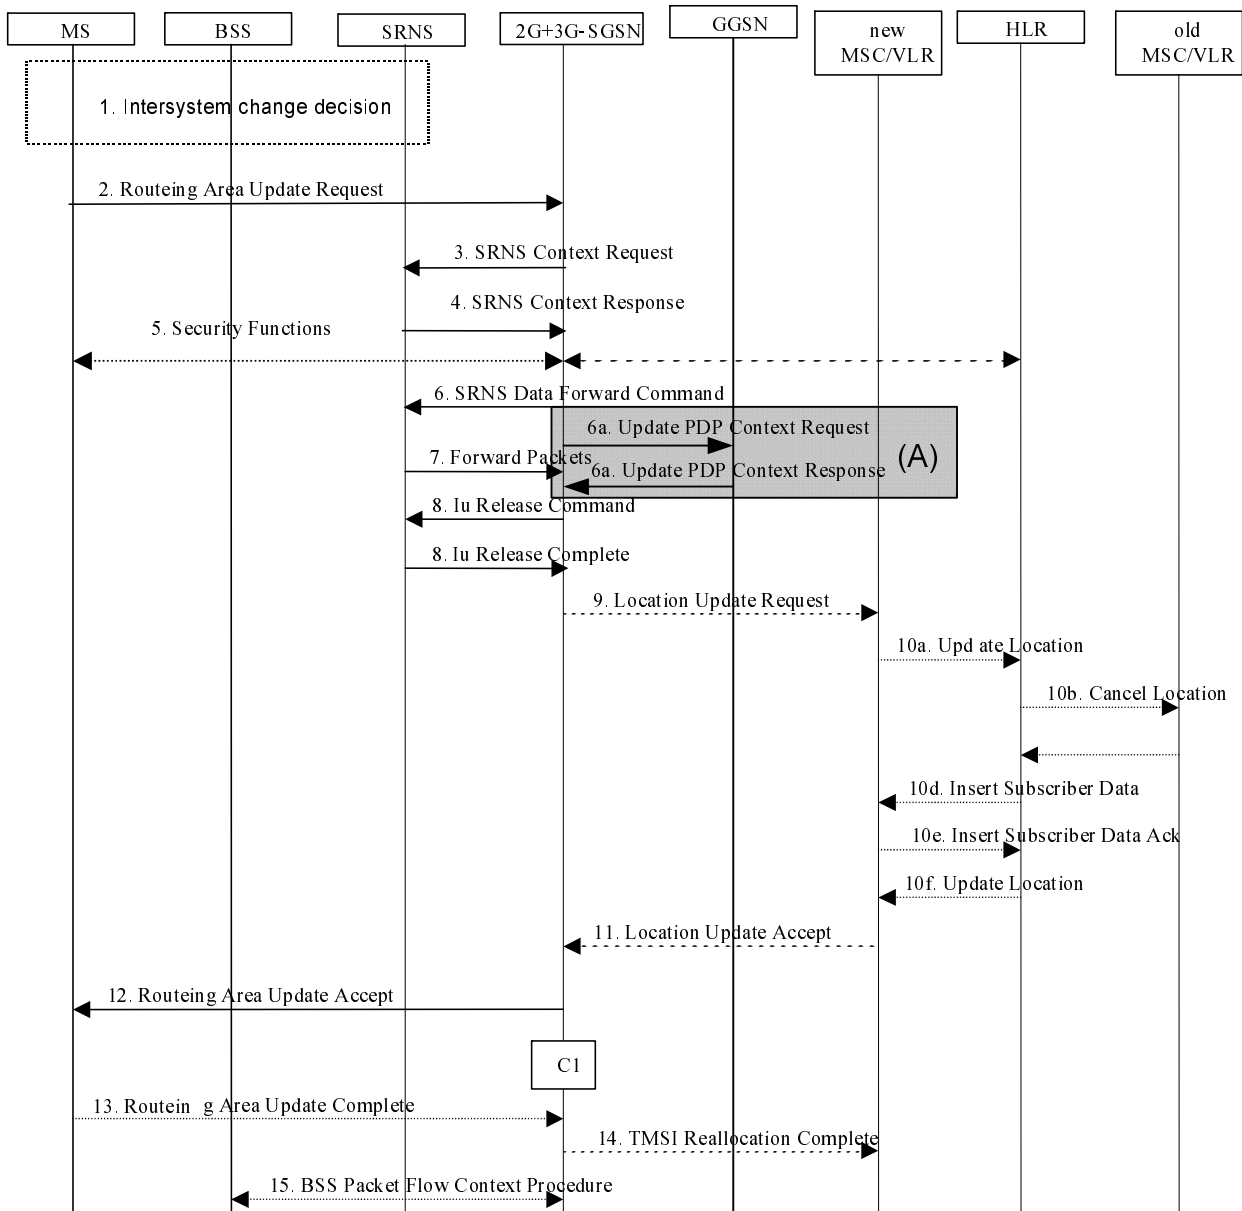 MS
BSS
SRNS
2G+3G-SGSN
GGSN
new
MSC/VLR
HLR
old
MSC/VLR
1. Intersystem change decision
2. Routeing Area Update Request
3. SRNS Context Request
4. SRNS Context Response
5. Security Functions
6. SRNS Data Forward Command
6a. Update PDP Context Request
(A)
7. Forward Packets
6a. Update PDP Context Response
8. Iu Release Command
8. Iu Release Complete
9. Location Update Request
10a. Upd ate Location
10b. Cancel Location
10d. Insert Subscriber Data
10e. Insert Subscriber Data Ack
10f. Update Location
11. Location Update Accept
12. Routeing Area Update Accept
C1
13. Routein g Area Update Complete
14. TMSI Reallocation Complete
15. BSS Packet Flow Context Procedure